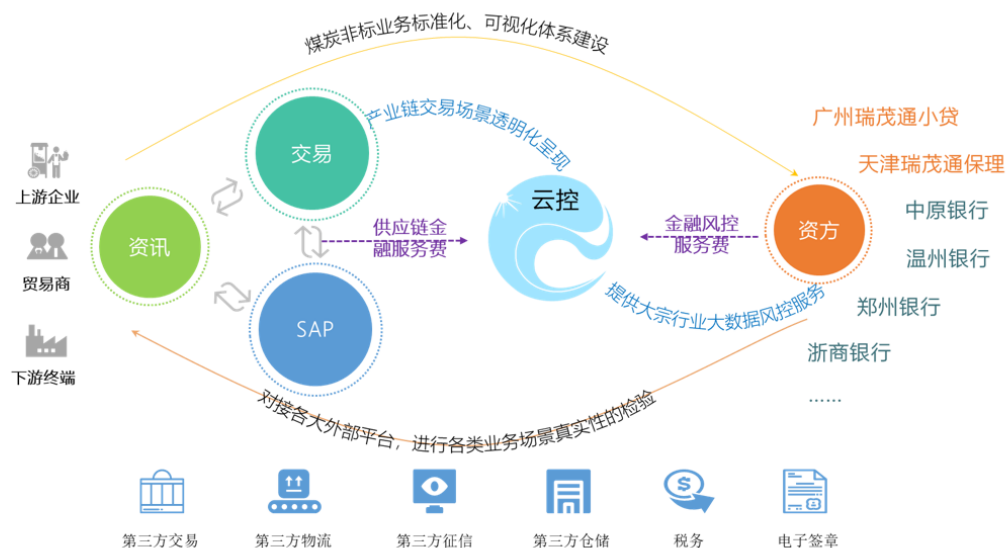 煤炭非标业务标准化、可视化体系建设
产业链交易场景透明化呈现
广州瑞茂通小贷
天津瑞茂通保理
中原银行
温州银行
郑州银行
浙商银行
......
上游企业
贸易商
下游终端
资讯
交易
SAP
供应链金
融服务费
云控
金融风控
服务费
资方
提供大宗行业大数据风控服务
对接各大外部平台，进行各类业务场景真实性的检验
第三方交易
第三方物流
第三方征信
第三方仓储
税务
电子签章